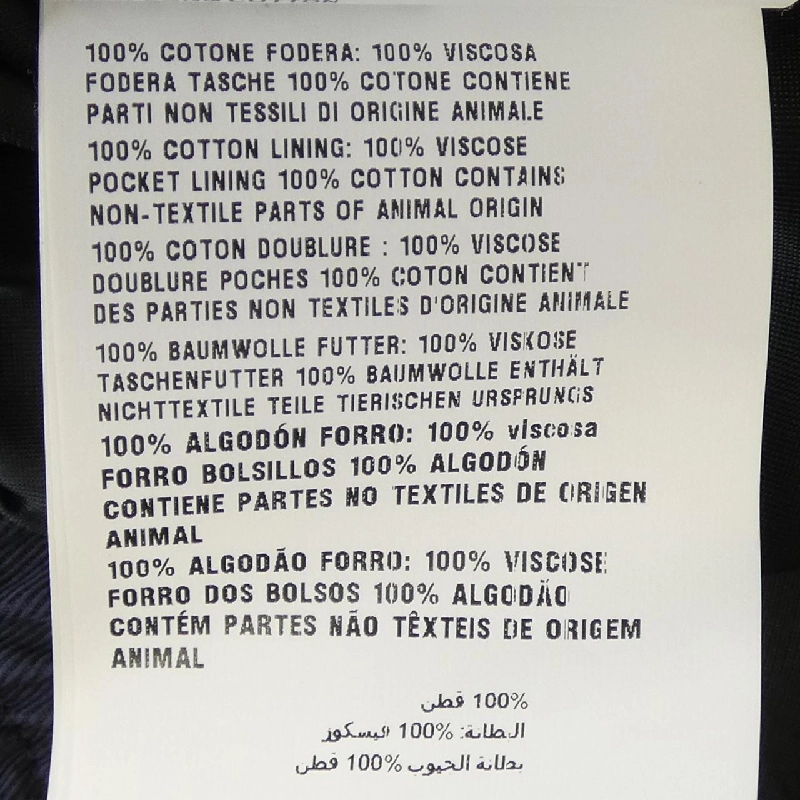 100% COTONE FODERA: 100% VISCOSA
FODERA TASCHE 100% COTONE CONTIENE
PARTI NON TESSILI DI ORIGINE ANIMALE
100% COTTON LINING: 100% VISCOSE
POCKET LINING 100% COTTON CONTAINS
NON-TEXTILE PARTS OF ANIMAL ORIGIN
100% COTON DOUBLURE : 100% VISCOSE
DOUBLURE POCHES 100% COTON CONTIENT
DES PARTIES NON TEXTILES D'ORIGINE ANIMALE
100% BAUMWOLLE FUTTER: 100% VISKOSE
TASCHENFUTTER 100% BAUMWOLLE ENTHÄLT
NICHTTEXTILE TEILE TIERISCHEN URSPRUNGS
100% ALGODÓN FORRO: 100% viscosa
FORRO BOLSILLOS 100% ALGODÓN
CONTIENE PARTES NO TEXTILES DE ORIGEN
ANIMAL
100% ALGODÃO FORRO: 100% VISCOSE
FORRO DOS BOLSOS 100% ALGODÃO
CONTÉM PARTES NÃO TÊXTEIS DE ORIGEM
ANIMAL
100% قطن
البطانة: 100% فيسكوز
بطانة الجيوب 100% قطن